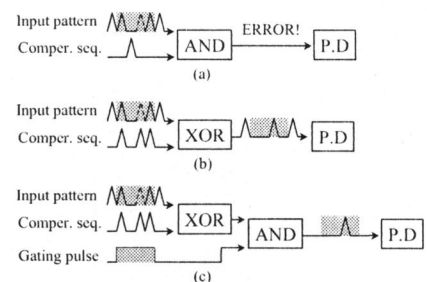 Input pattern
ERROR!
Comper. seq.
AND
P.D
(a)
Input pattern
Comper. seq.
XOR
P.D
(b)
Input pattern
Comper. seq.
XOR
AND
P.D
Gating pulse
(c)